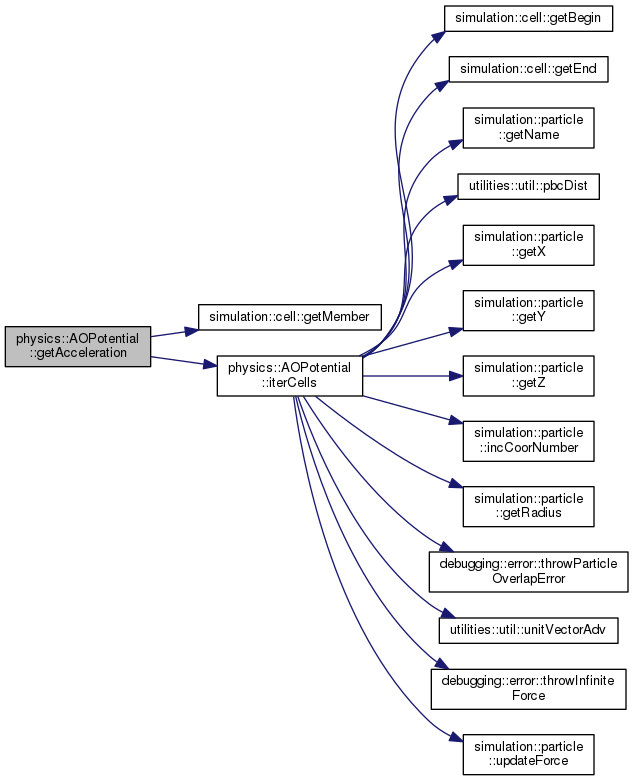 physics::AOPotential
::getAcceleration
simulation::cell::getMember
physics::AOPotential
::iterCells
simulation::cell::getBegin
simulation::cell::getEnd
simulation::particle
::getName
utilities::util::pbcDist
simulation::particle
::getX
simulation::particle
::getY
simulation::particle
::getZ
simulation::particle
::incCoorNumber
simulation::particle
::getRadius
debugging::error::throwParticle
OverlapError
utilities::util::unitVectorAdv
debugging::error::throwInfinite
Force
simulation::particle
::updateForce